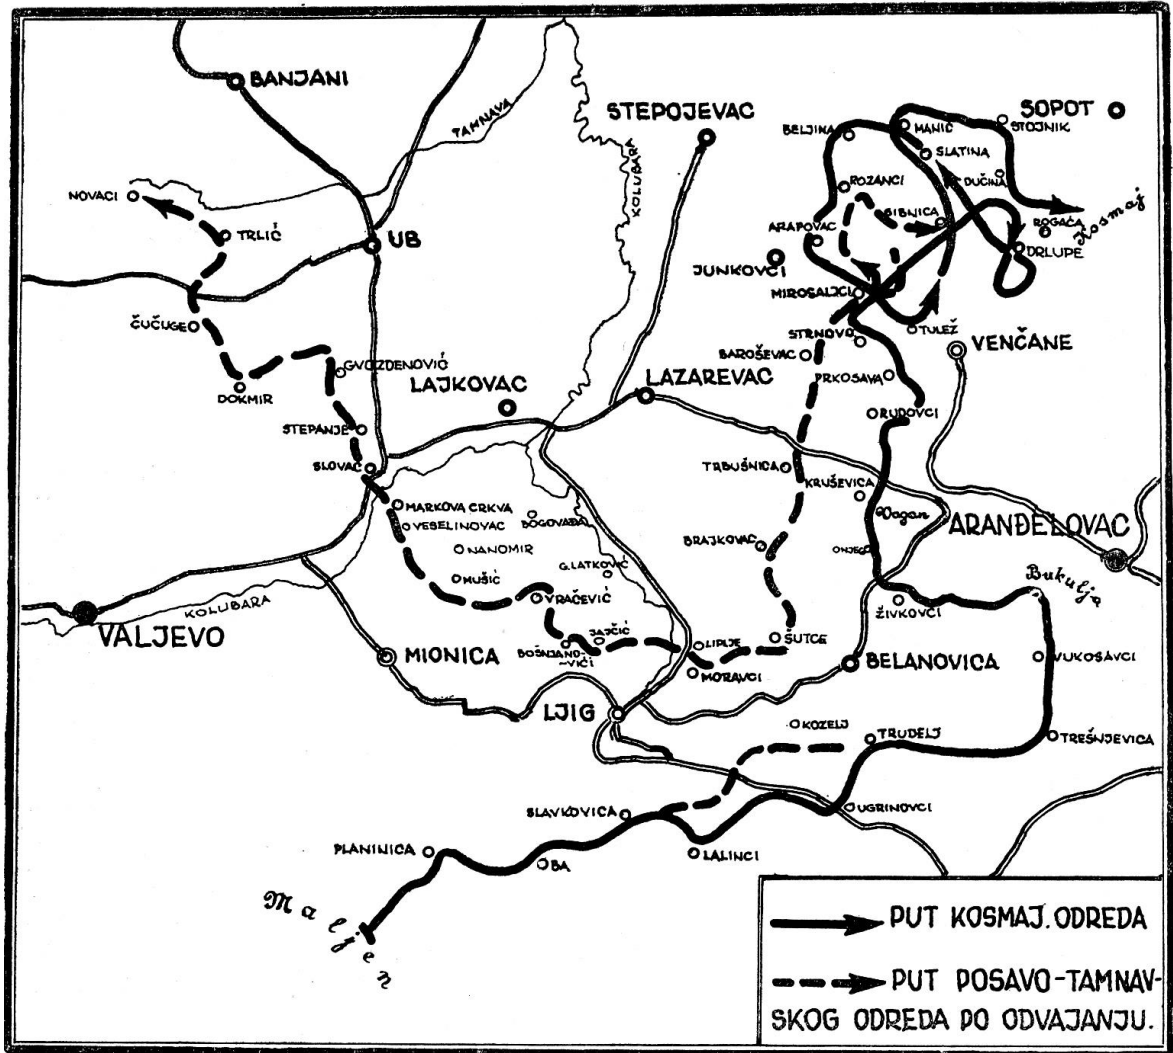 BANJANI
TAMNAVA
STEPOJEVAC
SOPOT
BELJINA
MANIĆ
STOJNIK
SLATINA
NOVACI
KOLUBARA
ROZANCI
DUČINA
SIBNICA
TRLIĆ
UB
ARAPOVAC
ROGAČA
Kosmaj
DRLUPE
JUNKOVCI
MIROSALJCI
ČUČUGE
STRNOVO
TULEŽ
VENČANE
BAROŠEVAC
GVOZDENOVIĆ
PRKOSAVA
DOKMIR
LAJKOVAC
LAZAREVAC
RUDOVCI
STEPANJE
SLOVAC
TRBUŠNICA
KRUŠEVICA
MARKOVA CRKVA
BOGOVAĐA
Vagan
VESELINOVAC
ARANĐELOVAC
NANOMIR
BRAJKOVAC
ONJEG
G.LATKOVIĆ
MUŠIĆ
Bukulja
VRAČEVIĆ
ŽIVKOVCI
KOLUBARA
VALJEVO
JAJČIĆ
LIPLJE
ŠUTCE
MIONICA
BOŠNJANO-
-VIĆI
MORAVCI
BELANOVICA
VUKOSAVCI
LJIG
KOZELJ
TRUDELJ
TREŠNJEVICA
SLAVKOVICA
UGRINOVCI
PLANINICA
BA
LALINCI
Maljen
PUT KOSMAJ. ODREDA
PUT POSAVO-TAMNAV-
SKOG ODREDA PO ODVAJANJU.